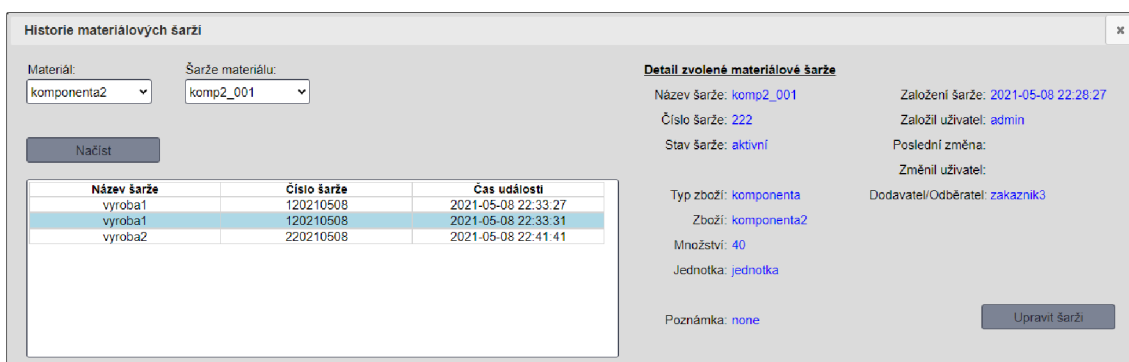 Historie materiálových šarží
×
Materiál: Šarže materiálu:
komponenta2 komp2_001
Načíst
Název šarže Číslo šarže Čas události
vyroba1 120210508 2021-05-08 22:33:27
vyroba1 120210508 2021-05-08 22:33:31
vyroba2 220210508 2021-05-08 22:41:41
Detail zvolené materiálové šarže
Název šarže: komp2_001 Založení šarže: 2021-05-08 22:28:27
Číslo šarže: 222 Založil uživatel: admin
Stav šarže: aktivní Poslední změna:
Změnil uživatel:
Typ zboží: komponenta Dodavatel/Odběratel: zakaznik3
Zboží: komponenta2
Množství: 40
Jednotka: jednotka
Poznámka: none
Upravit šarži